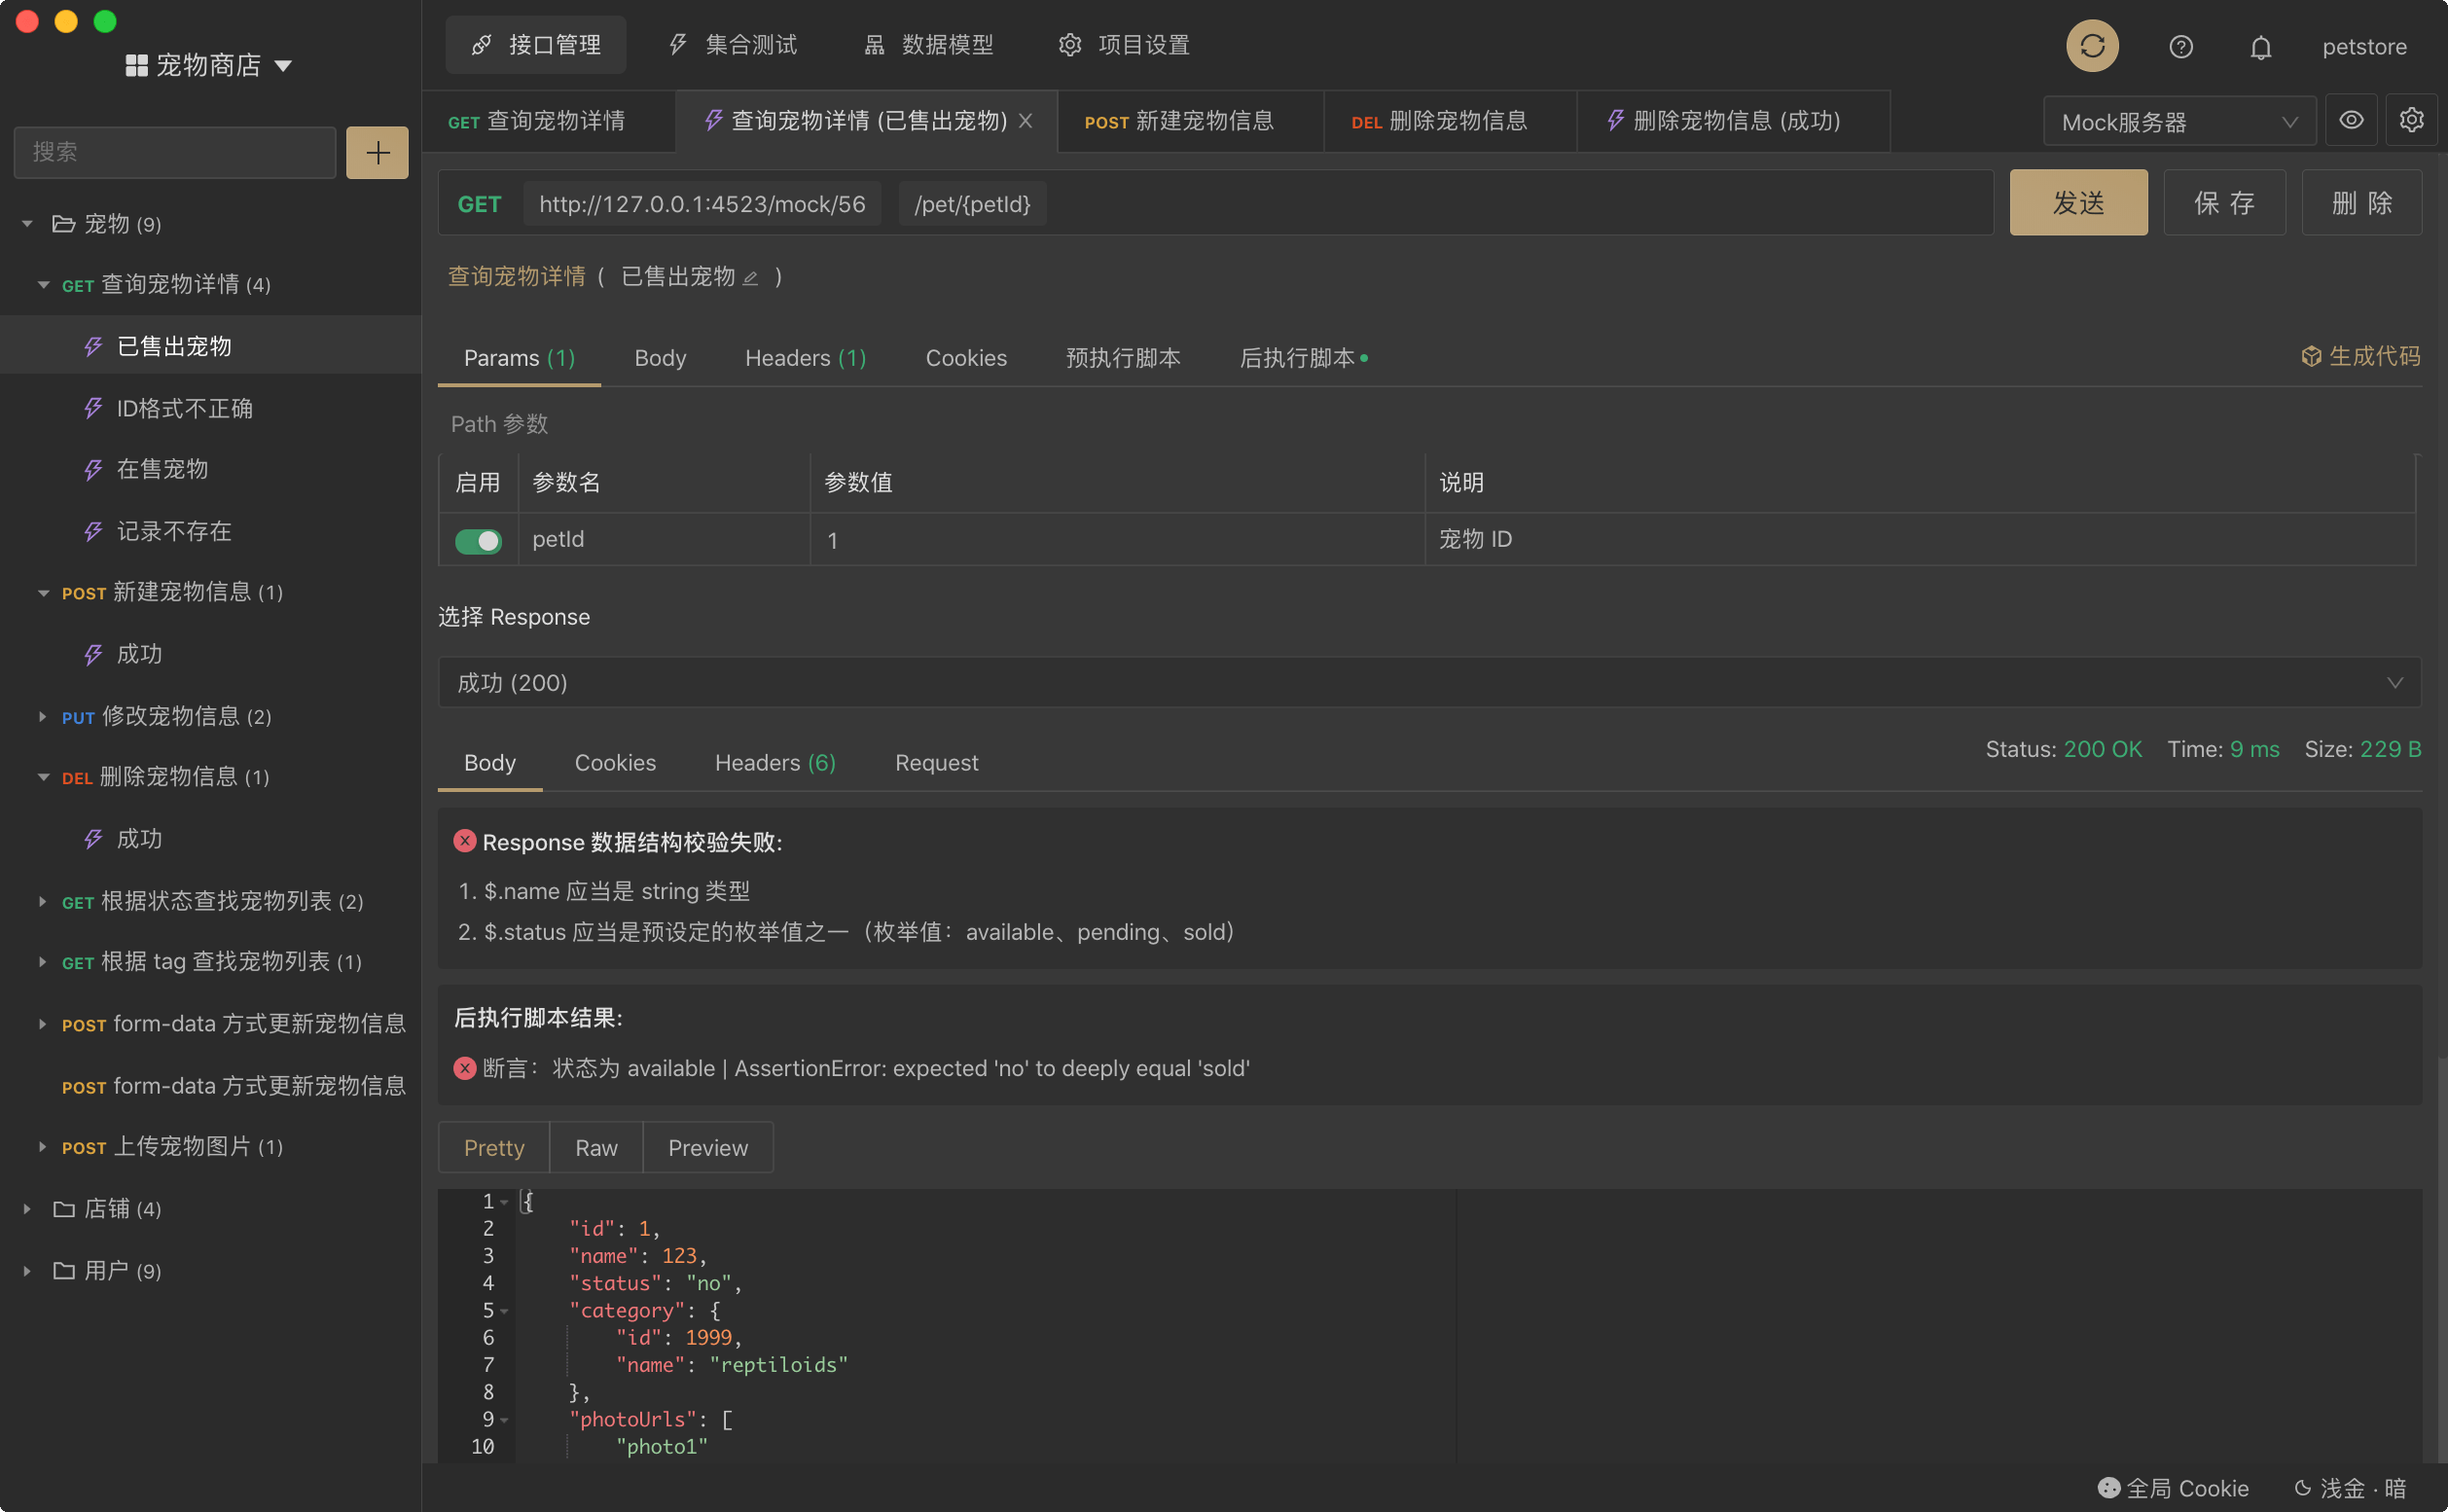 宠物商店
接口管理
集合测试
数据模型
项目设置
petstore
搜索
宠物 (9)
GET 查询宠物详情 (4)
已售出宠物
ID格式不正确
在售宠物
记录不存在
POST 新建宠物信息 (1)
成功
PUT 修改宠物信息 (2)
DEL 删除宠物信息 (1)
成功
GET 根据状态查找宠物列表 (2)
GET 根据 tag 查找宠物列表 (1)
POST form-data 方式更新宠物信息
POST form-data 方式更新宠物信息
POST 上传宠物图片 (1)
店铺 (4)
用户 (9)
GET 查询宠物详情
查询宠物详情 (已售出宠物)
POST 新建宠物信息
DEL 删除宠物信息
删除宠物信息 (成功)
Mock服务器
GET http://127.0.0.1:4523/mock/56 /pet/{petId}
发送
保 存
删 除
查询宠物详情 ( 已售出宠物 )
Params (1)
Body
Headers (1)
Cookies
预执行脚本
后执行脚本
生成代码
Path 参数
启用 参数名 参数值 说明
petId 1 宠物 ID
选择 Response
成功 (200)
Body
Cookies
Headers (6)
Request
Status: 200 OK Time: 9 ms Size: 229 B
Response 数据结构校验失败:
1. $.name 应当是 string 类型
2. $.status 应当是预设定的枚举值之一（枚举值：available、pending、sold）
后执行脚本结果:
断言：状态为 available | AssertionError: expected 'no' to deeply equal 'sold'
Pretty
Raw
Preview
1 {
2 "id": 1,
3 "name": 123,
4 "status": "no",
5 "category": {
6 "id": 1999,
7 "name": "reptiloids"
8 },
9 "photoUrls": [
10 "photo1"
全局 Cookie
浅金 · 暗